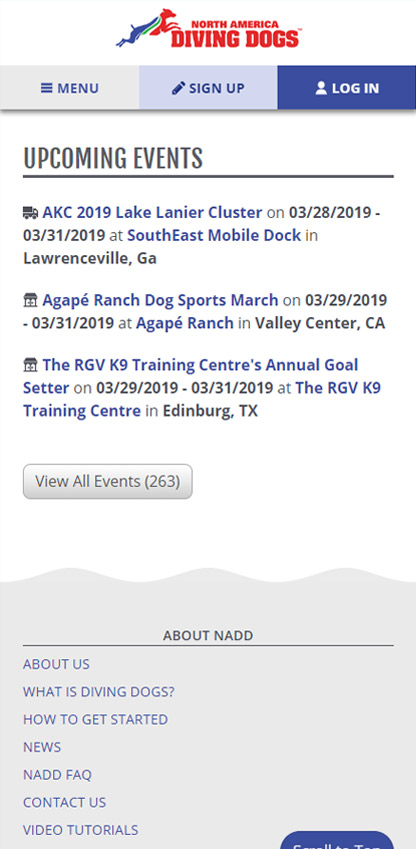 NORTH AMERICA
DIVING DOGS™
MENU
SIGN UP
LOG IN
UPCOMING EVENTS
AKC 2019 Lake Lanier Cluster on 03/28/2019 -
03/31/2019 at SouthEast Mobile Dock in
Lawrenceville, Ga
Agapé Ranch Dog Sports March on 03/29/2019
- 03/31/2019 at Agapé Ranch in Valley Center, CA
The RGV K9 Training Centre's Annual Goal
Setter on 03/29/2019 - 03/31/2019 at The RGV K9
Training Centre in Edinburg, TX
View All Events (263)
ABOUT NADD
ABOUT US
WHAT IS DIVING DOGS?
HOW TO GET STARTED
NEWS
NADD FAQ
CONTACT US
VIDEO TUTORIALS
Scroll to Top